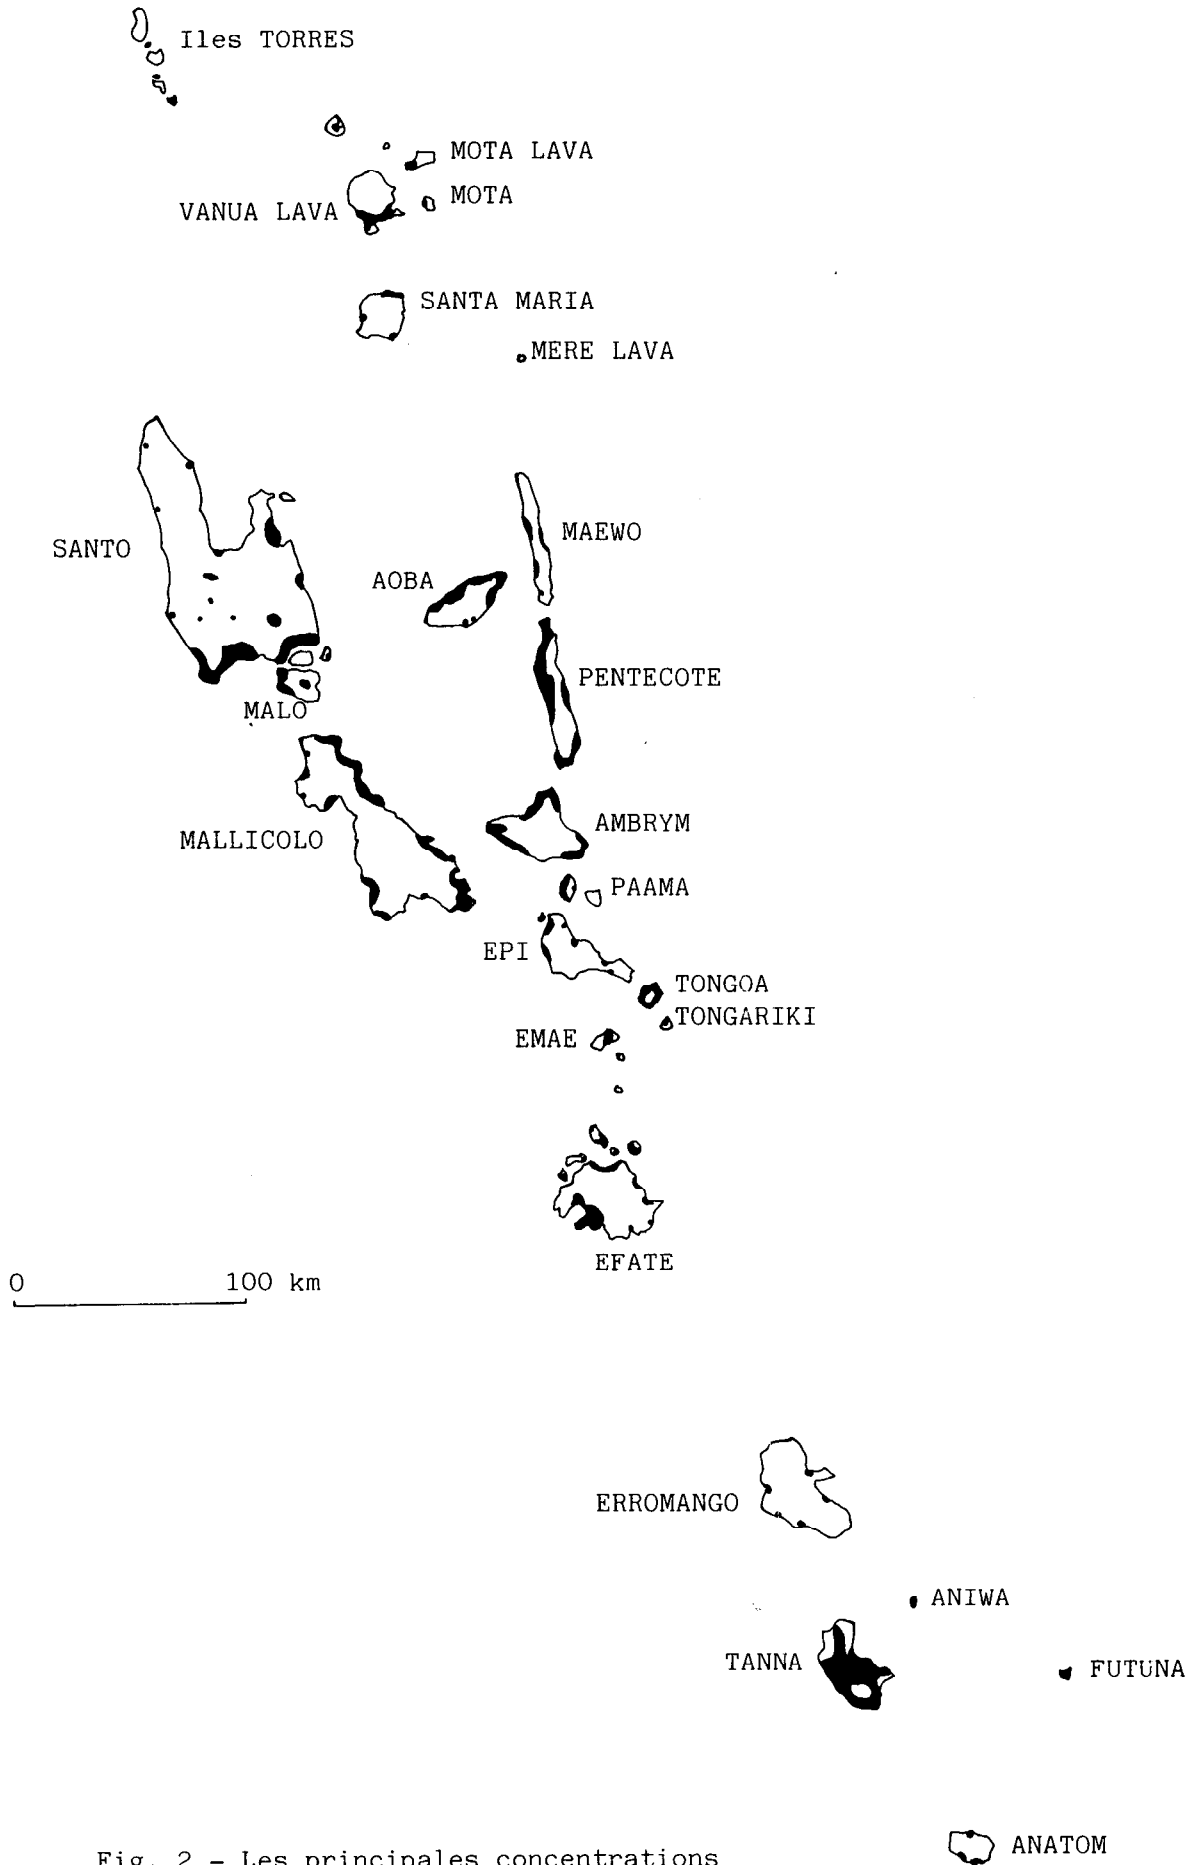 Iles TORRES
MOTA LAVA
MOTA
VANUA LAVA
SANTA MARIA
MERE LAVA
MAEWO
SANTO
AOBA
PENTECOTE
MALO
AMBRYM
MALLICOLO
PAAMA
EPI
TONGOA
TONGARIKI
EMAE
EFATE
0 100 km
ERROMANGO
ANIWA
TANNA
FUTUNA
ANATOM
Fig. 2 - Les principales concentrations